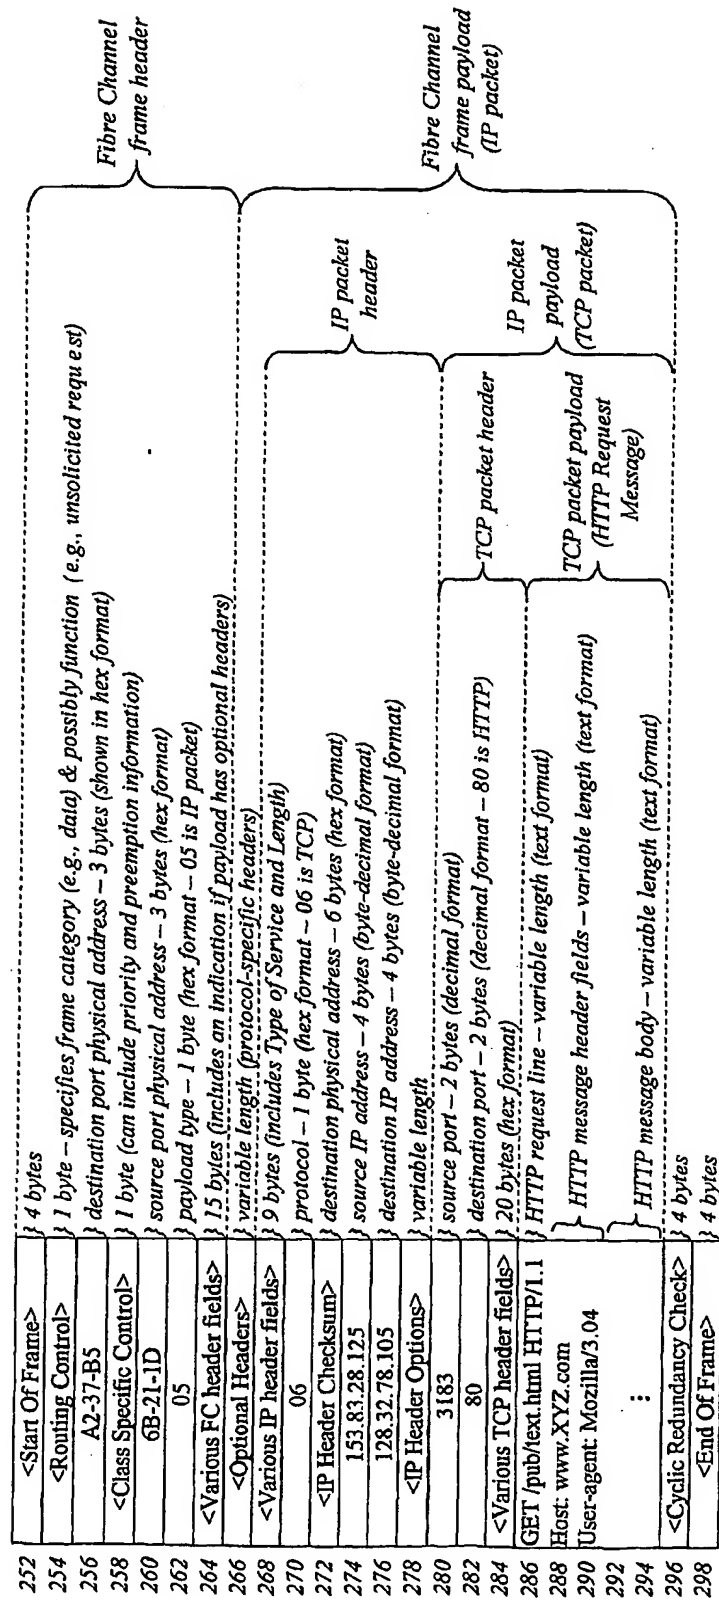 252 <Start Of Frame> } 4 bytes
254 <Routing Control> } 1 byte – specifies frame category (e.g., data) & possibly function (e.g., unsolicited request)
256 A2-37-B5 } destination port physical address – 3 bytes (shown in hex format)
258 <Class Specific Control> } 1 byte (can include priority and preemption information)
260 6B-21-1D } source port physical address – 3 bytes (hex format)
262 05 } payload type – 1 byte (hex format – 05 is IP packet)
264 <Various FC header fields> } 15 bytes (includes an indication if payload has optional headers)
266 <Optional Headers> } variable length (protocol-specific headers)
268 <Various IP header fields> } 9 bytes (includes Type of Service and Length)
270 06 } protocol – 1 byte (hex format – 06 is TCP)
272 <IP Header Checksum> } destination physical address – 6 bytes (hex format)
274 153.83.28.125 } source IP address – 4 bytes (byte-decimal format)
276 128.32.78.105 } destination IP address – 4 bytes (byte-decimal format)
278 <IP Header Options> } variable length
280 3183 } source port – 2 bytes (decimal format)
282 80 } destination port – 2 bytes (decimal format – 80 is HTTP)
284 <Various TCP header fields> } 20 bytes (hex format)
286 GET /pub/text.html HTTP/1.1 } HTTP request line – variable length (text format)
288 Host: www.XYZ.com
290 User-agent: Mozilla/3.04
HTTP message header fields – variable length (text format)
292
294 :
HTTP message body – variable length (text format)
296 <Cyclic Redundancy Check> } 4 bytes
298 <End Of Frame> } 4 bytes
TCP packet header
TCP packet payload
(HTTP Request
Message)
IP packet
header
IP packet
payload
(TCP packet)
Fibre Channel
frame header
Fibre Channel
frame payload
(IP packet)